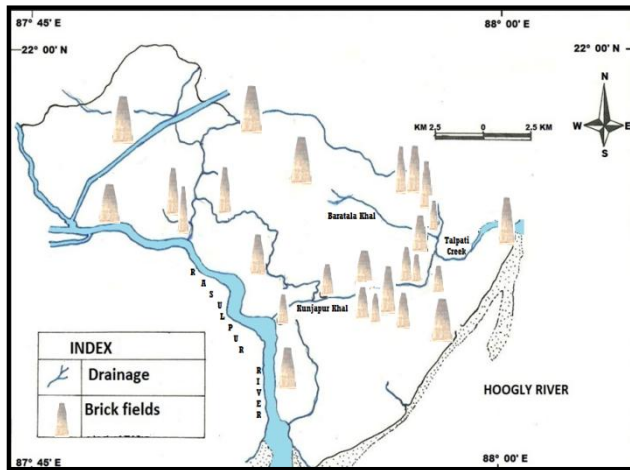 87° 45' E
88° 00' E
22° 00' N
22° 00' N
N
W
E
S
KM 2.5
0
2.5 KM
Baratala Khal
Talpati
Creek
Kunjapur Khal
RASULPUR RIVER
HOOGLY RIVER
INDEX
Drainage
Brick fields
87° 45' E
88° 00' E